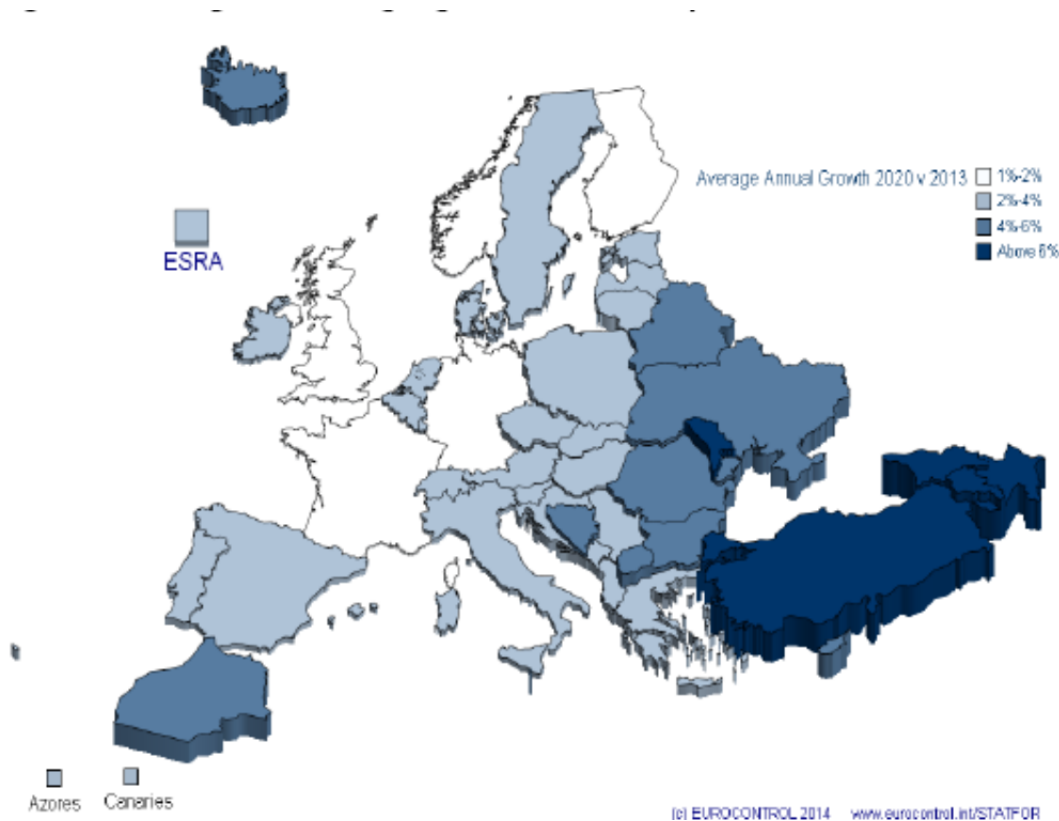 Average Annual Growth 2020 v 2013
1%-2%
2%-4%
4%-6%
Above 6%
ESRA
Azores
Canaries
(c) EUROCONTROL 2014 www.eurocontrol.int/STATFOR